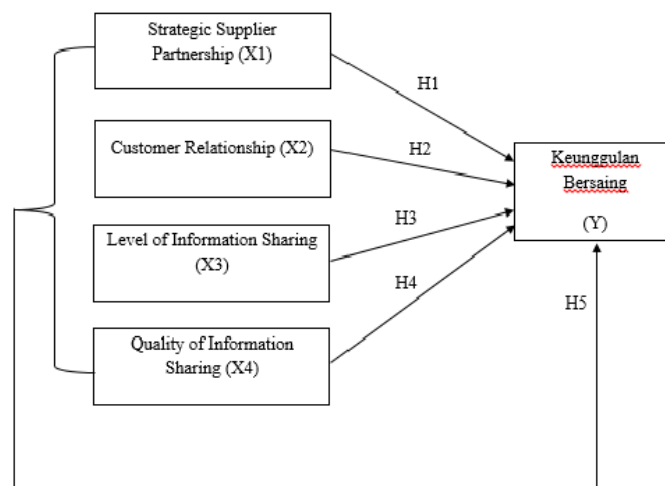 Strategic Supplier
Partnership (X1)
Customer Relationship (X2)
Level of Information Sharing
(X3)
Quality of Information
Sharing (X4)
H1
H2
H3
H4
Keunggulan
Bersaing
(Y)
H5